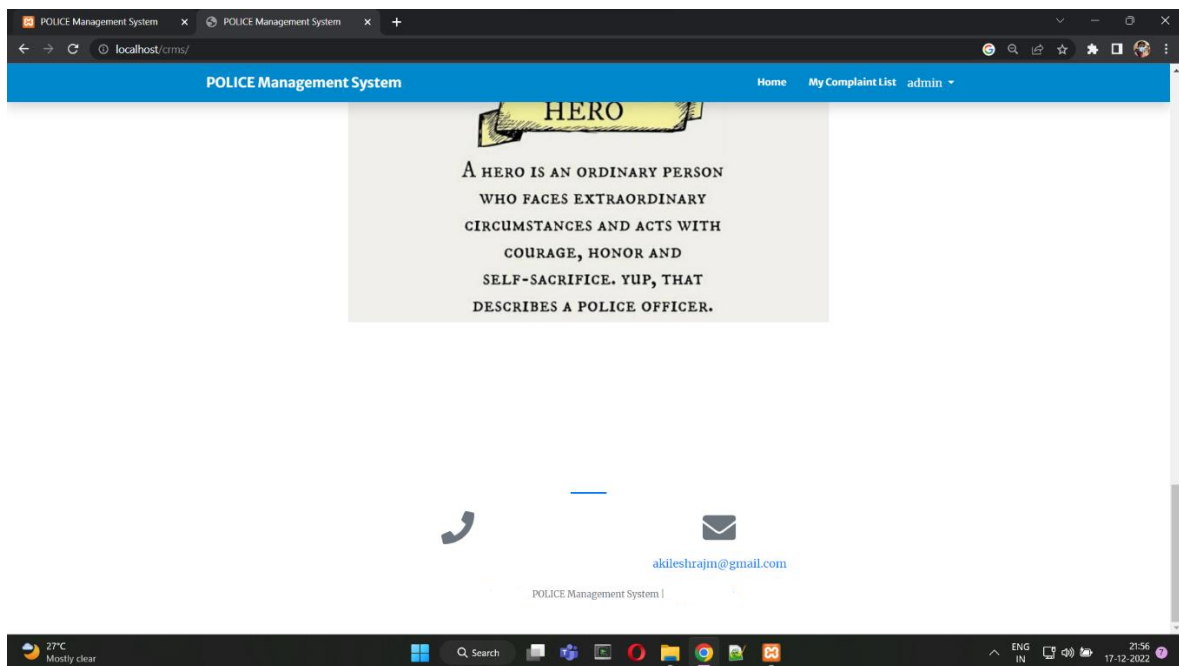 POLICE Management System
POLICE Management System
localhost/crms/
POLICE Management System
Home My Complaint List admin
HERO
A HERO IS AN ORDINARY PERSON
WHO FACES EXTRAORDINARY
CIRCUMSTANCES AND ACTS WITH
COURAGE, HONOR AND
SELF-SACRIFICE. YUP, THAT
DESCRIBES A POLICE OFFICER.
akileshrajm@gmail.com
POLICE Management System |
27°C
Mostly clear
Search
ENG
IN
21:56
17-12-2022